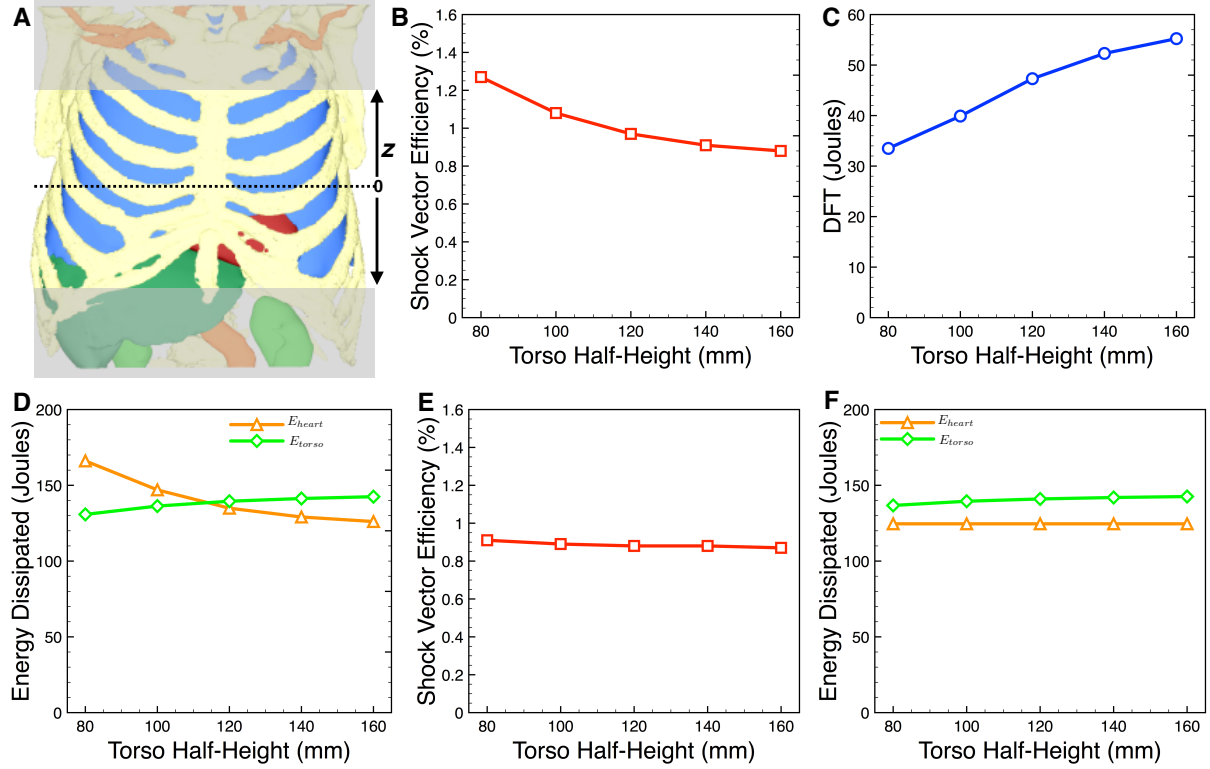 A
z
0
B
Shock Vector Efficiency (%)
1.6
1.4
1.2
1
0.8
0.6
0.4
0.2
0
80 100 120 140 160
Torso Half-Height (mm)
C
DFT (Joules)
60
50
40
30
20
10
0
80 100 120 140 160
Torso Half-Height (mm)
D
Energy Dissipated (Joules)
200
150
100
50
0
E_heart
E_torso
80 100 120 140 160
Torso Half-Height (mm)
E
Shock Vector Efficiency (%)
1.6
1.4
1.2
1
0.8
0.6
0.4
0.2
0
80 100 120 140 160
Torso Half-Height (mm)
F
Energy Dissipated (Joules)
200
150
100
50
0
E_heart
E_torso
80 100 120 140 160
Torso Half-Height (mm)